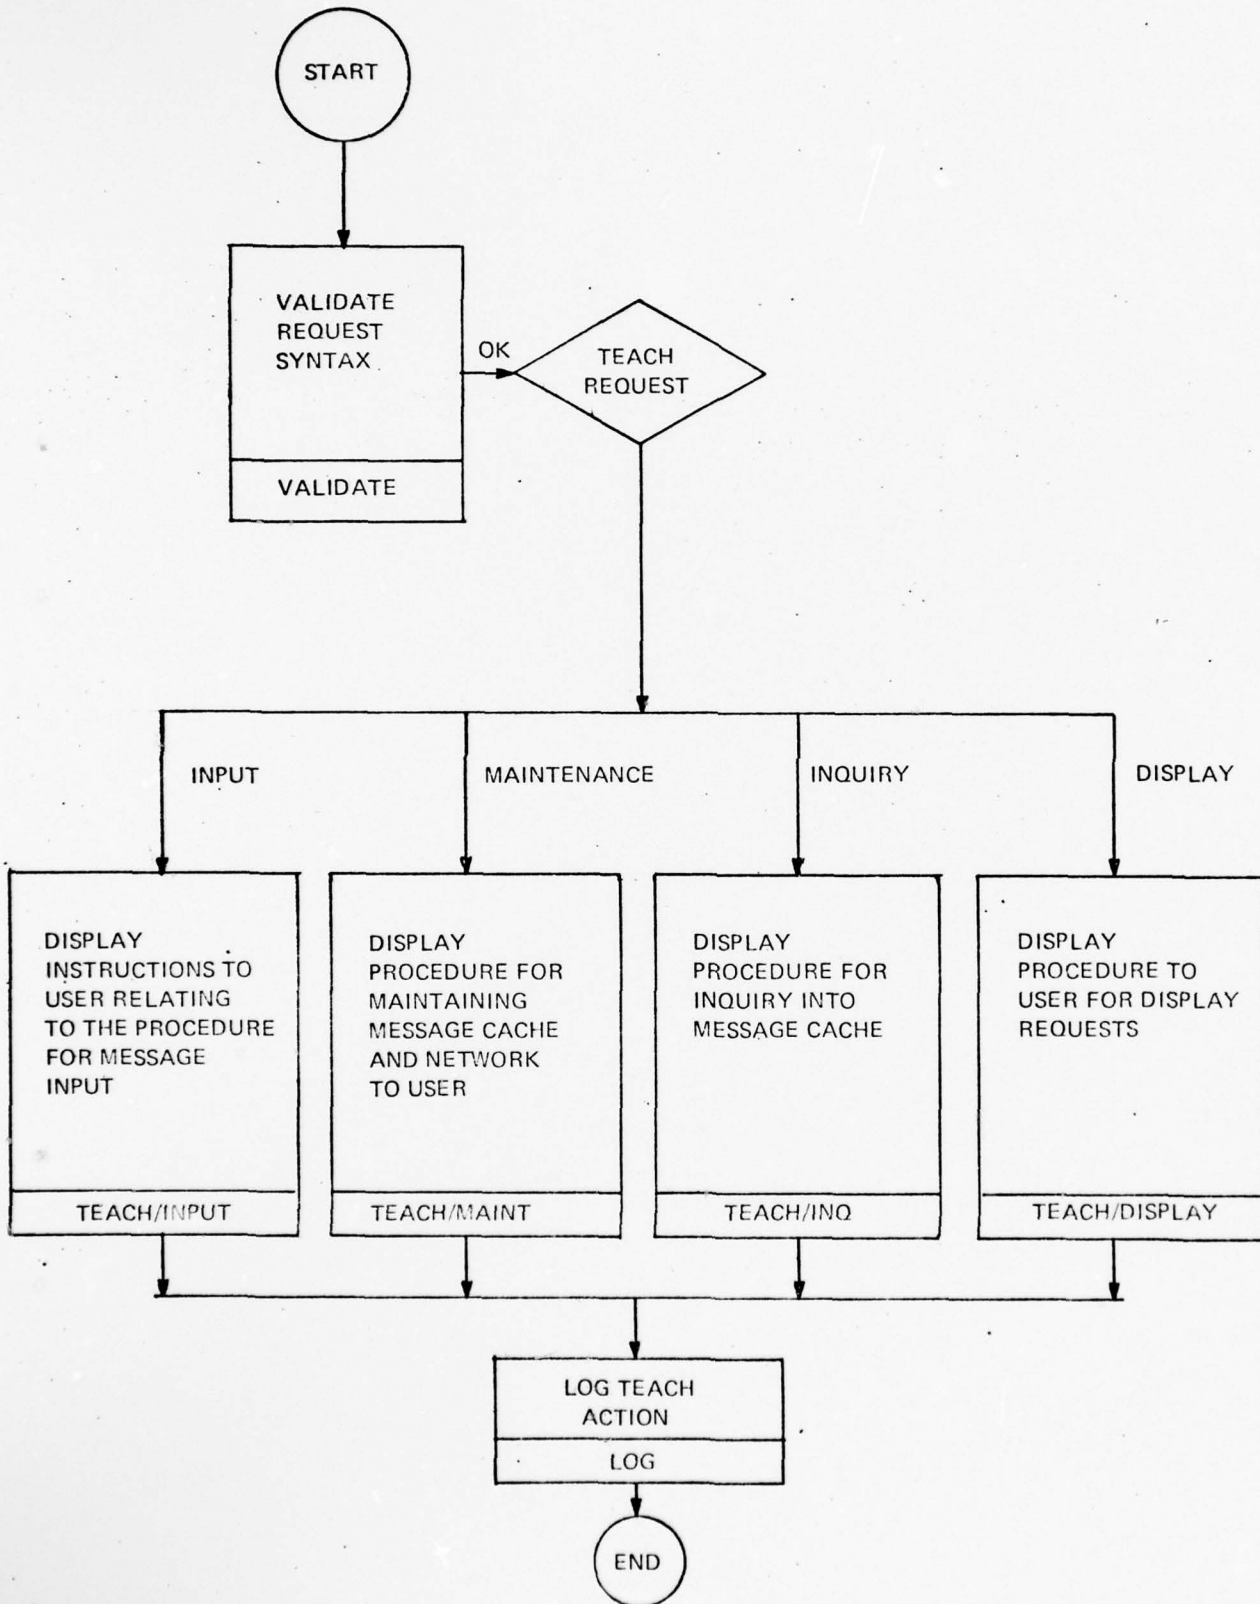 START
VALIDATE
REQUEST
SYNTAX
VALIDATE
OK
TEACH
REQUEST
INPUT
MAINTENANCE
INQUIRY
DISPLAY
DISPLAY
INSTRUCTIONS TO
USER RELATING
TO THE PROCEDURE
FOR MESSAGE
INPUT
TEACH/INPUT
DISPLAY
PROCEDURE FOR
MAINTAINING
MESSAGE CACHE
AND NETWORK
TO USER
TEACH/MAINT
DISPLAY
PROCEDURE FOR
INQUIRY INTO
MESSAGE CACHE
TEACH/INQ
DISPLAY
PROCEDURE TO
USER FOR DISPLAY
REQUESTS
TEACH/DISPLAY
LOG TEACH
ACTION
LOG
END